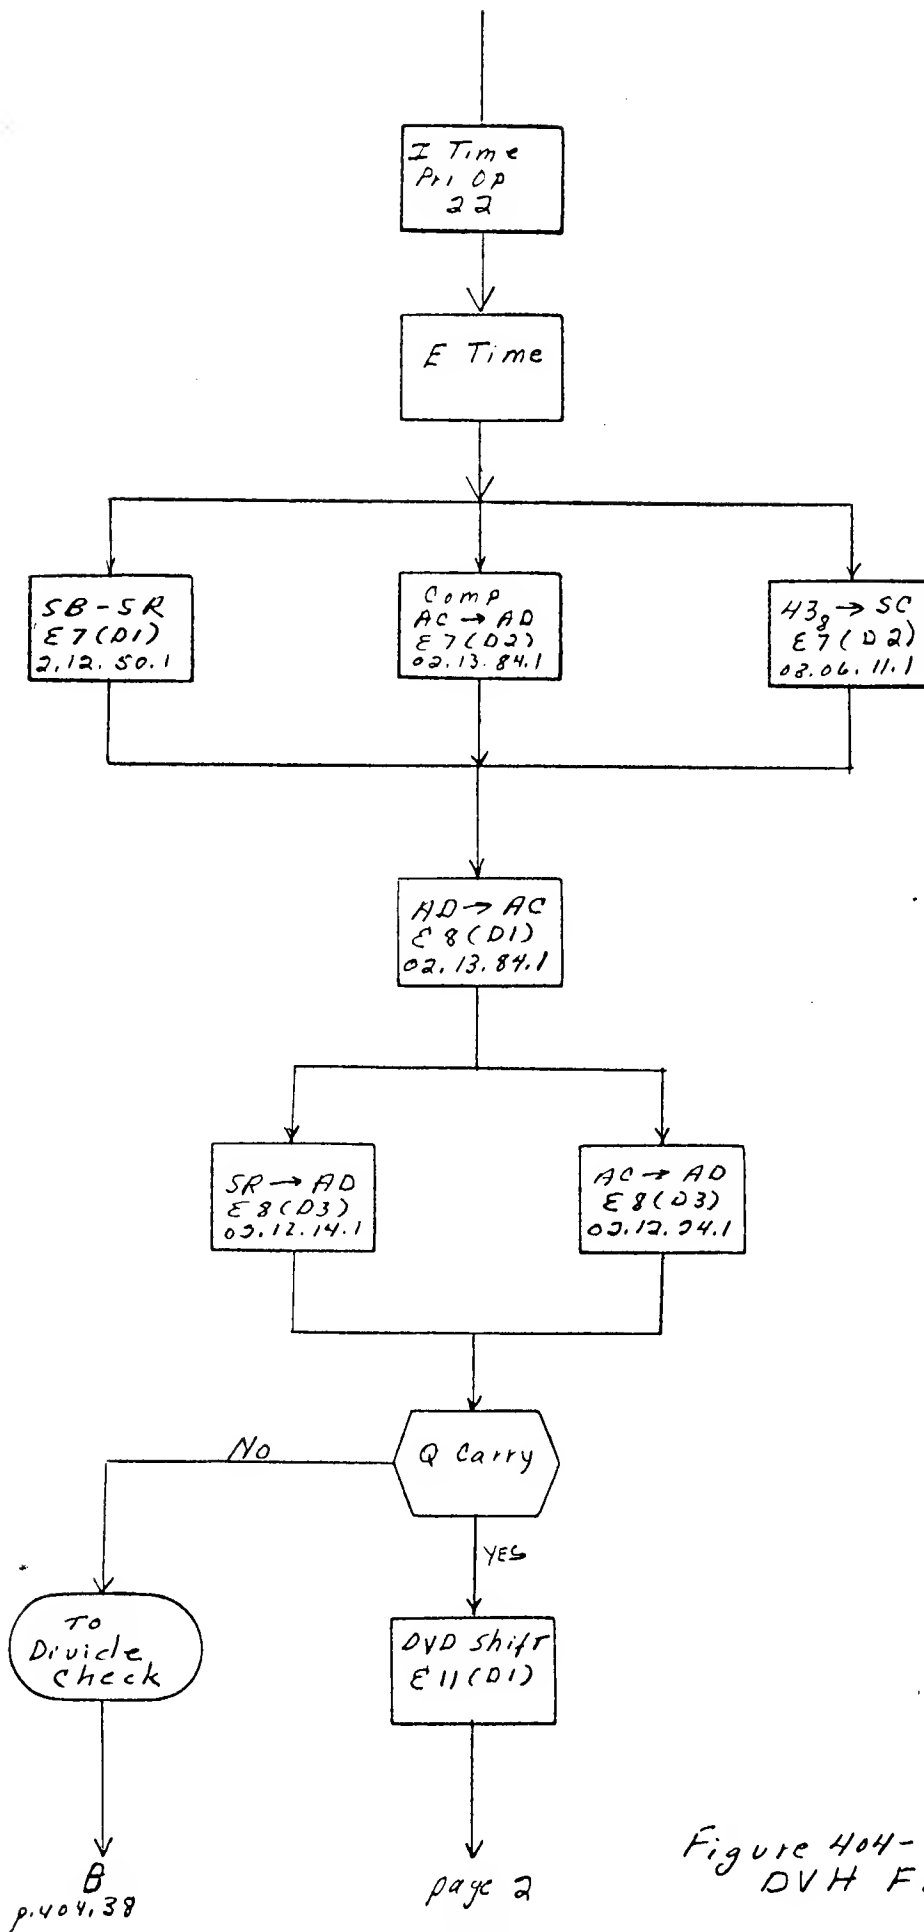 I Time
Pri Op
22
E Time
SB-SR
E7(D1)
2.12.50.1
Comp
AC → AD
E7(D2)
02.13.84.1
43₈ → SC
E7(D2)
08.06.11.1
AD → AC
E8(D1)
02.13.84.1
SR → AD
E8(D3)
02.12.14.1
AC → AD
E8(D3)
02.12.24.1
Q Carry
No
YES
To
Divide
Check
DVD Shift
E11(D1)
B
p.404.38
page 2
Figure 404-
DVH F